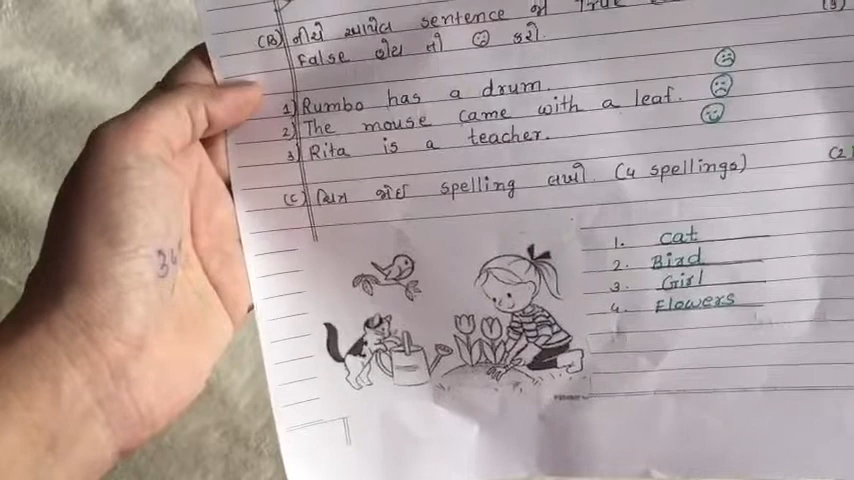 (B) નીચે આપેલ sentence જો True
False હોય તો ☹ કરો.
1) Rumbo has a drum. ☹
2) The mouse came with a leaf. ☹
3) Rita is a teacher. ☺
(C) ચિત્ર જોઈ spelling લખો. (4 spellings) (2)
1. cat
2. Bird
3. Girl
4. Flowers